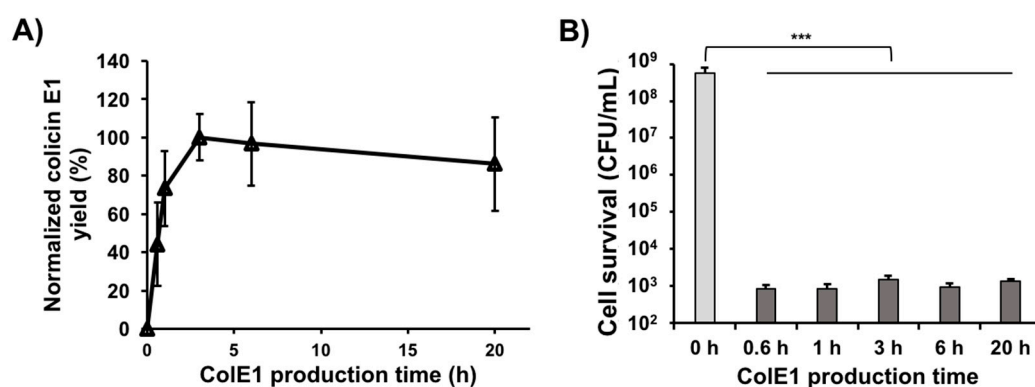 A)
Normalized colicin E1
yield (%)
140
120
100
80
60
40
20
0
0
5
10
15
20
ColE1 production time (h)
B)
***
Cell survival (CFU/mL)
10⁹
10⁸
10⁷
10⁶
10⁵
10⁴
10³
10²
0 h 0.6 h 1 h 3 h 6 h 20 h
ColE1 production time